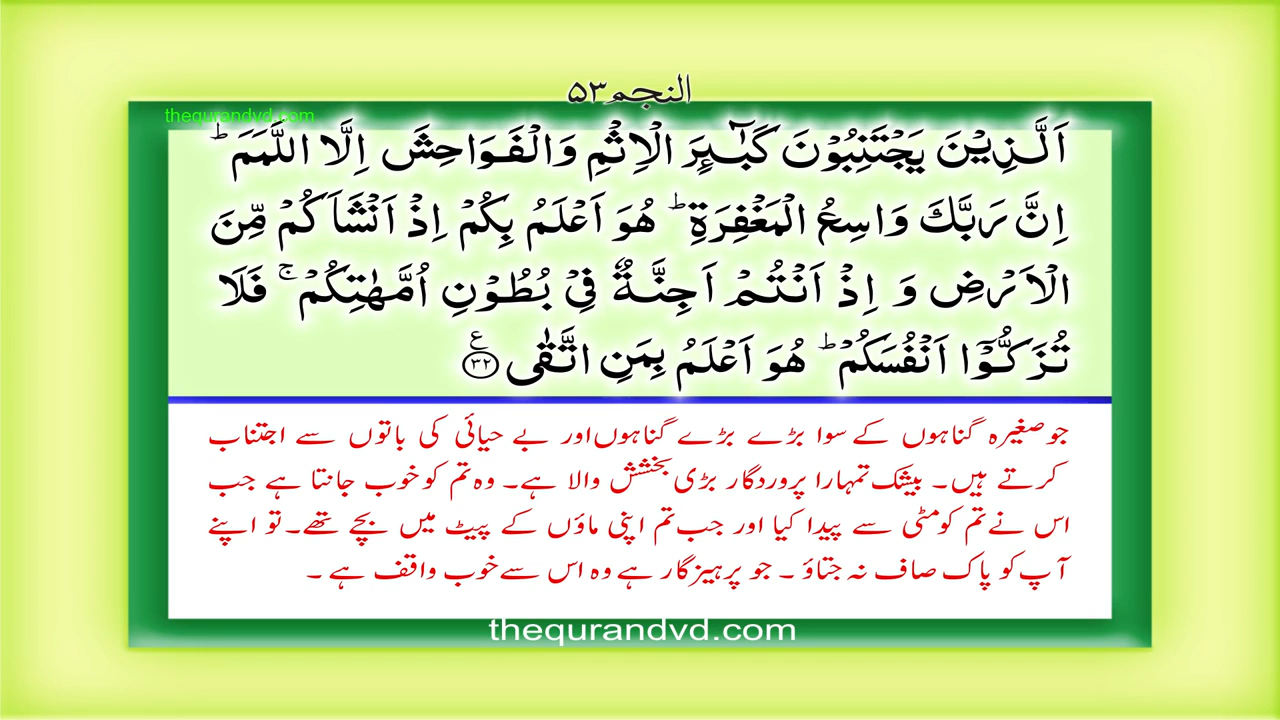 النجم ۵۳
thequrandvd.com
اَلَّذِيْنَ يَجْتَنِبُوْنَ كَبٰٓئِرَ الْاِثْمِ وَالْفَوَاحِشَ اِلَّا اللَّمَمَ ؕ
اِنَّ رَبَّكَ وَاسِعُ الْمَغْفِرَةِ ؕ هُوَ اَعْلَمُ بِكُمْ اِذْ اَنْشَاَكُمْ مِّنَ
الْاَرْضِ وَ اِذْ اَنْتُمْ اَجِنَّةٌ فِيْ بُطُوْنِ اُمَّهٰتِكُمْ ۚ فَلَا
تُزَكُّوْٓا اَنْفُسَكُمْ ؕ هُوَ اَعْلَمُ بِمَنِ اتَّقٰى ﴿۳۲﴾ ع
جو صغیرہ گناہوں کے سوا بڑے بڑے گناہوں اور بے حیائی کی باتوں سے اجتناب
کرتے ہیں۔ بیشک تمہارا پروردگار بڑی بخشش والا ہے۔ وہ تم کو خوب جانتا ہے جب
اس نے تم کو مٹی سے پیدا کیا اور جب تم اپنی ماؤں کے پیٹ میں بچے تھے۔ تو اپنے
آپ کو پاک صاف نہ جتاؤ ۔ جو پرہیزگار ہے وہ اس سے خوب واقف ہے ۔
thequrandvd.com